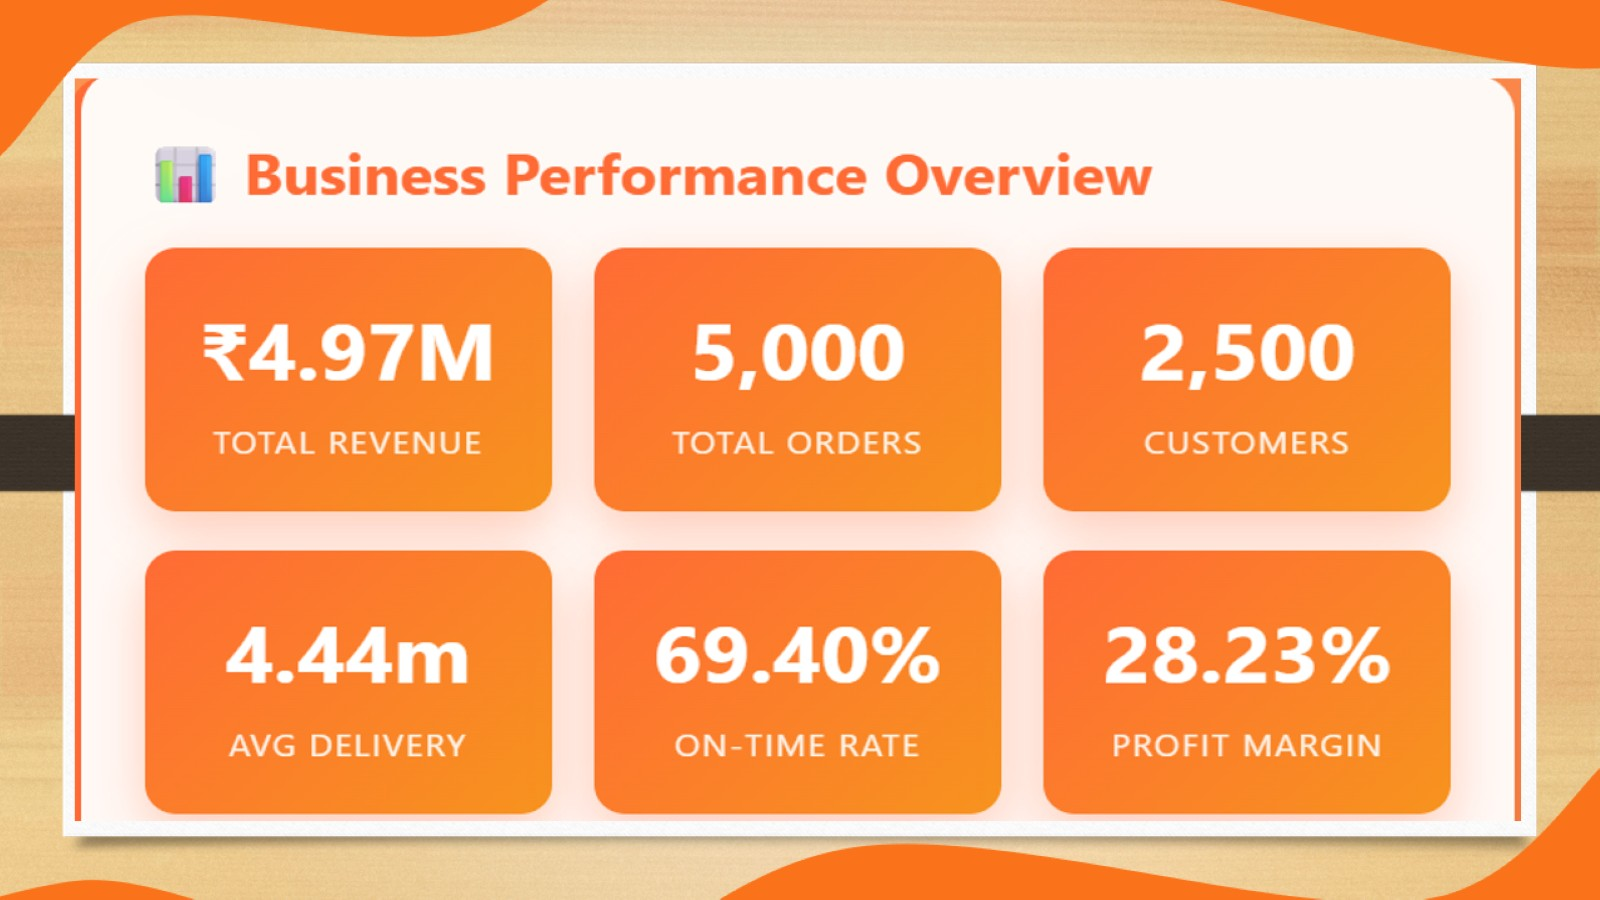 Business Performance Overview
₹4.97M
TOTAL REVENUE
5,000
TOTAL ORDERS
2,500
CUSTOMERS
4.44m
AVG DELIVERY
69.40%
ON-TIME RATE
28.23%
PROFIT MARGIN